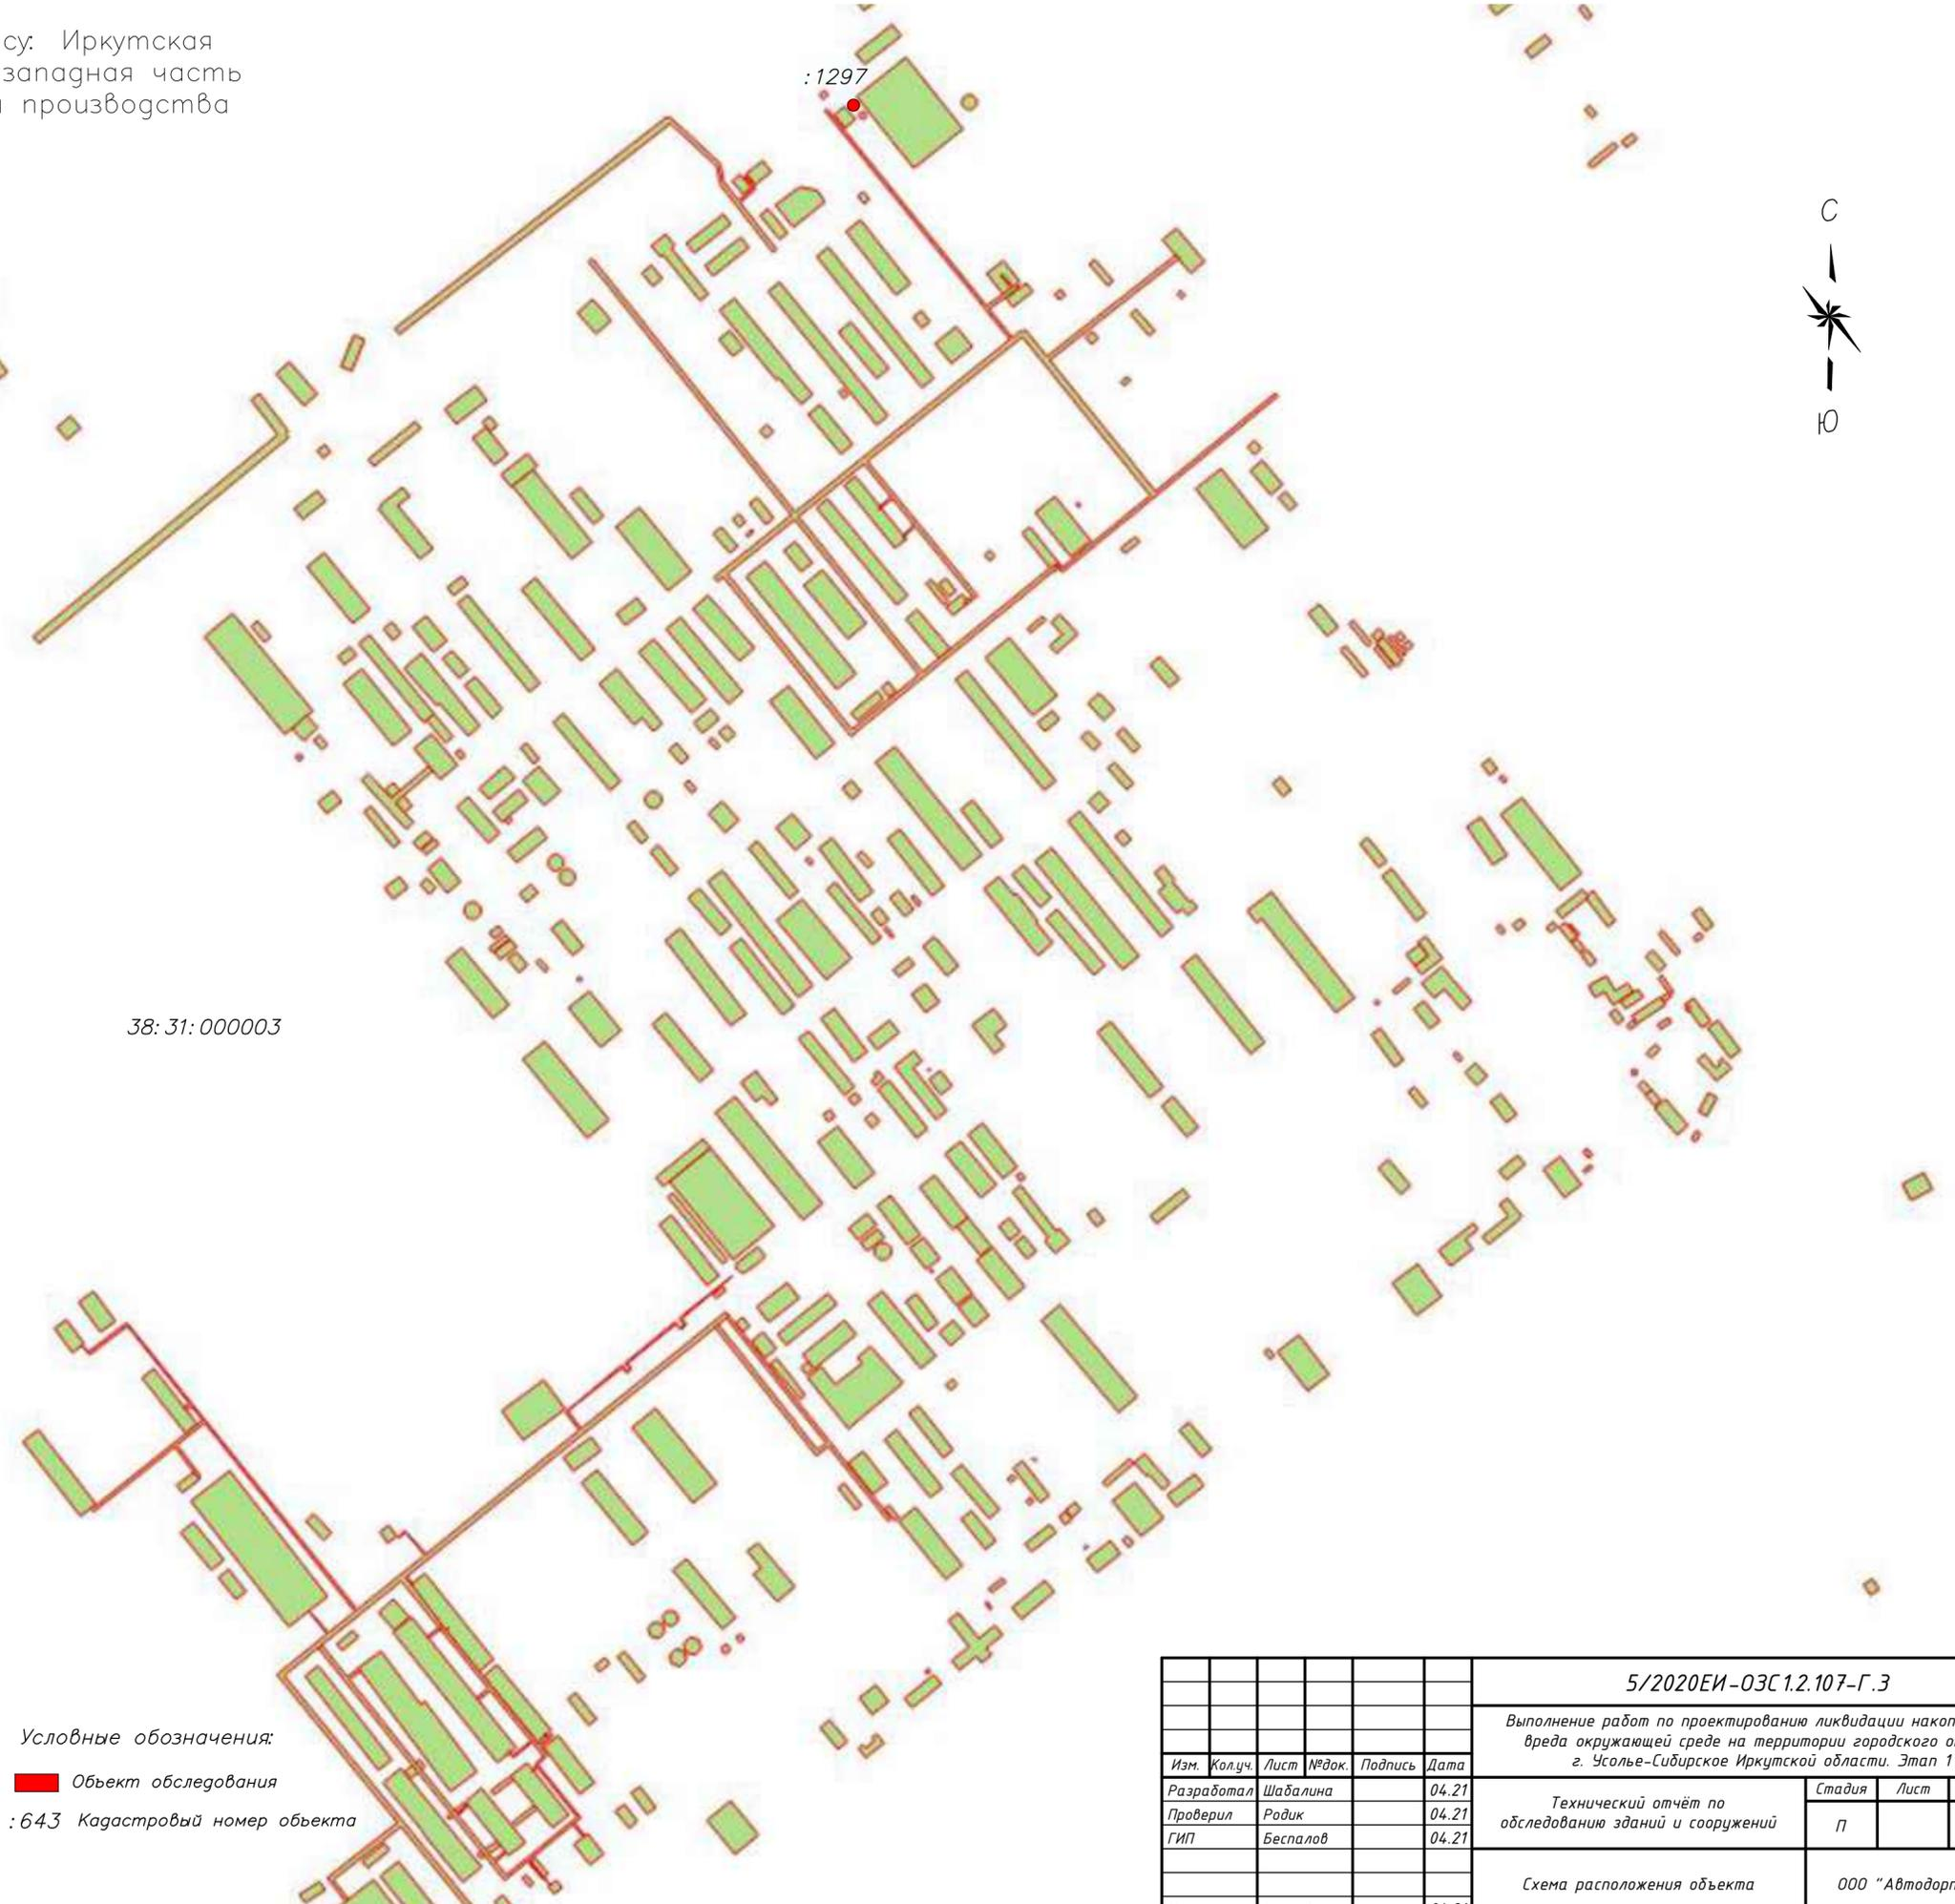 су: Иркутская
западная часть
производства
:1297
С
Ю
38:31:000003
Условные обозначения:
Объект обследования
:643 Кадастровый номер объекта
5/2020ЕИ-ОЗС1.2.107-Г.3
Выполнение работ по проектированию ликвидации
вреда окружающей среде на территории городского
г. Усолье-Сибирское Иркутской области. Этап 1
Изм. Кол.уч. Лист №док. Подпись Дата
Разработал Шабалина 04.21
Проверил Родик 04.21
ГИП Беспалов 04.21
Технический отчёт по
обследованию зданий и сооружений
Стадия Лист
П
Схема расположения объекта
ООО "Автодор